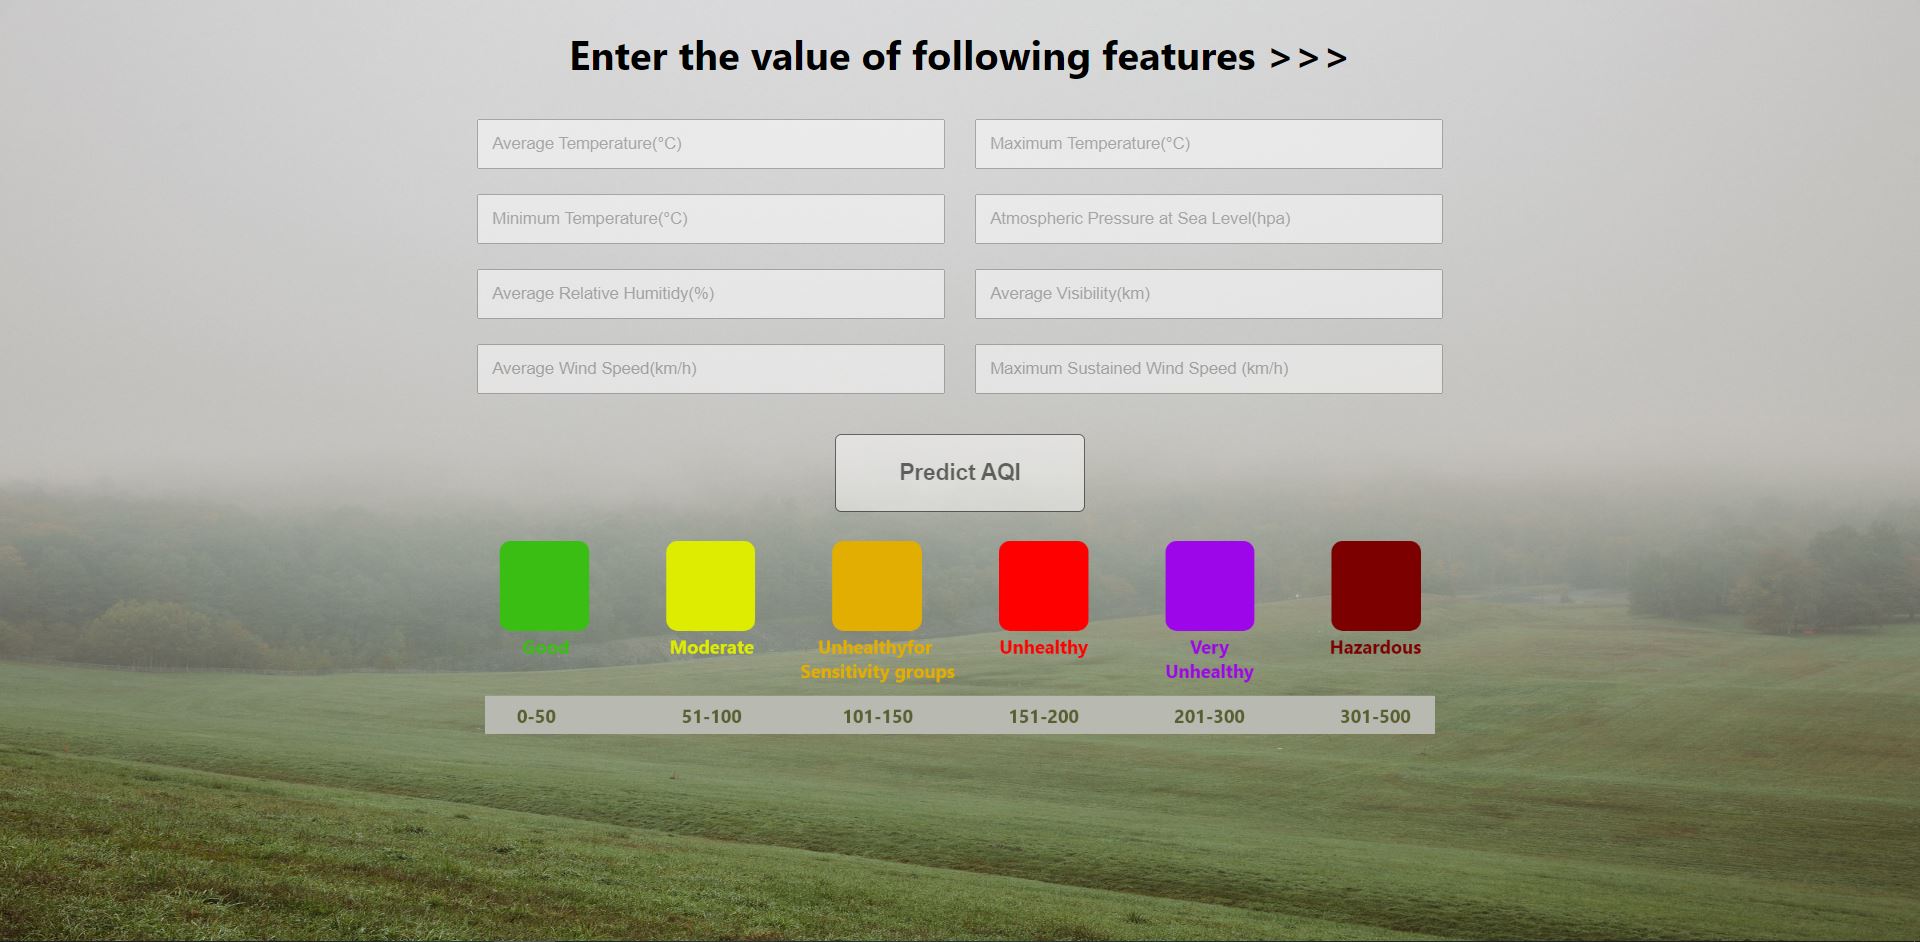 Enter the value of following features >>>
Average Temperature(°C)
Maximum Temperature(°C)
Minimum Temperature(°C)
Atmospheric Pressure at Sea Level(hpa)
Average Relative Humitidy(%)
Average Visibility(km)
Average Wind Speed(km/h)
Maximum Sustained Wind Speed (km/h)
Predict AQI
Good
Moderate
Unhealthyfor
Sensitivity groups
Unhealthy
Very
Unhealthy
Hazardous
0-50
51-100
101-150
151-200
201-300
301-500